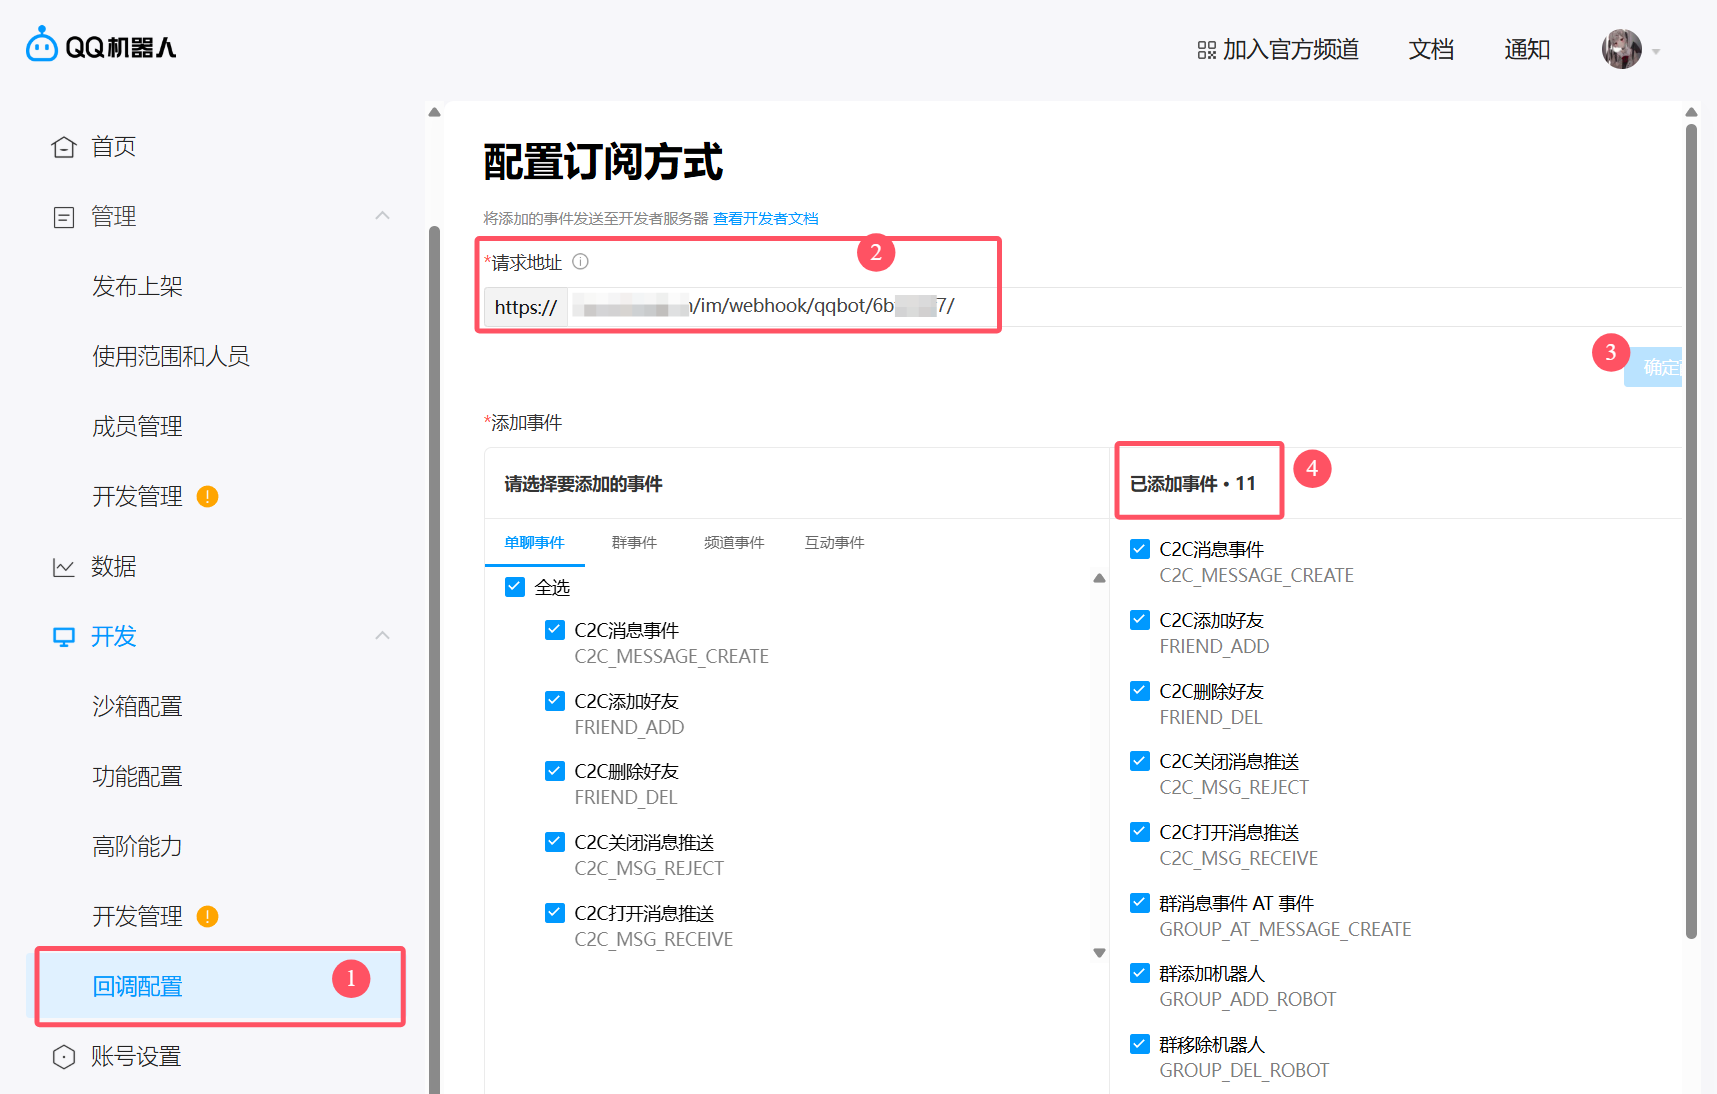 QQ机器人
加入官方频道
文档
通知
首页
管理
发布上架
使用范围和人员
成员管理
开发管理
数据
开发
沙箱配置
功能配置
高阶能力
开发管理
回调配置
1
账号设置
配置订阅方式
将添加的事件发送至开发者服务器 查看开发者文档
*请求地址
2
https://
/im/webhook/qqbot/6b
7/
3
确定
*添加事件
请选择要添加的事件
单聊事件 群事件 频道事件 互动事件
全选
C2C消息事件
C2C_MESSAGE_CREATE
C2C添加好友
FRIEND_ADD
C2C删除好友
FRIEND_DEL
C2C关闭消息推送
C2C_MSG_REJECT
C2C打开消息推送
C2C_MSG_RECEIVE
已添加事件 • 11
4
C2C消息事件
C2C_MESSAGE_CREATE
C2C添加好友
FRIEND_ADD
C2C删除好友
FRIEND_DEL
C2C关闭消息推送
C2C_MSG_REJECT
C2C打开消息推送
C2C_MSG_RECEIVE
群消息事件 AT 事件
GROUP_AT_MESSAGE_CREATE
群添加机器人
GROUP_ADD_ROBOT
群移除机器人
GROUP_DEL_ROBOT